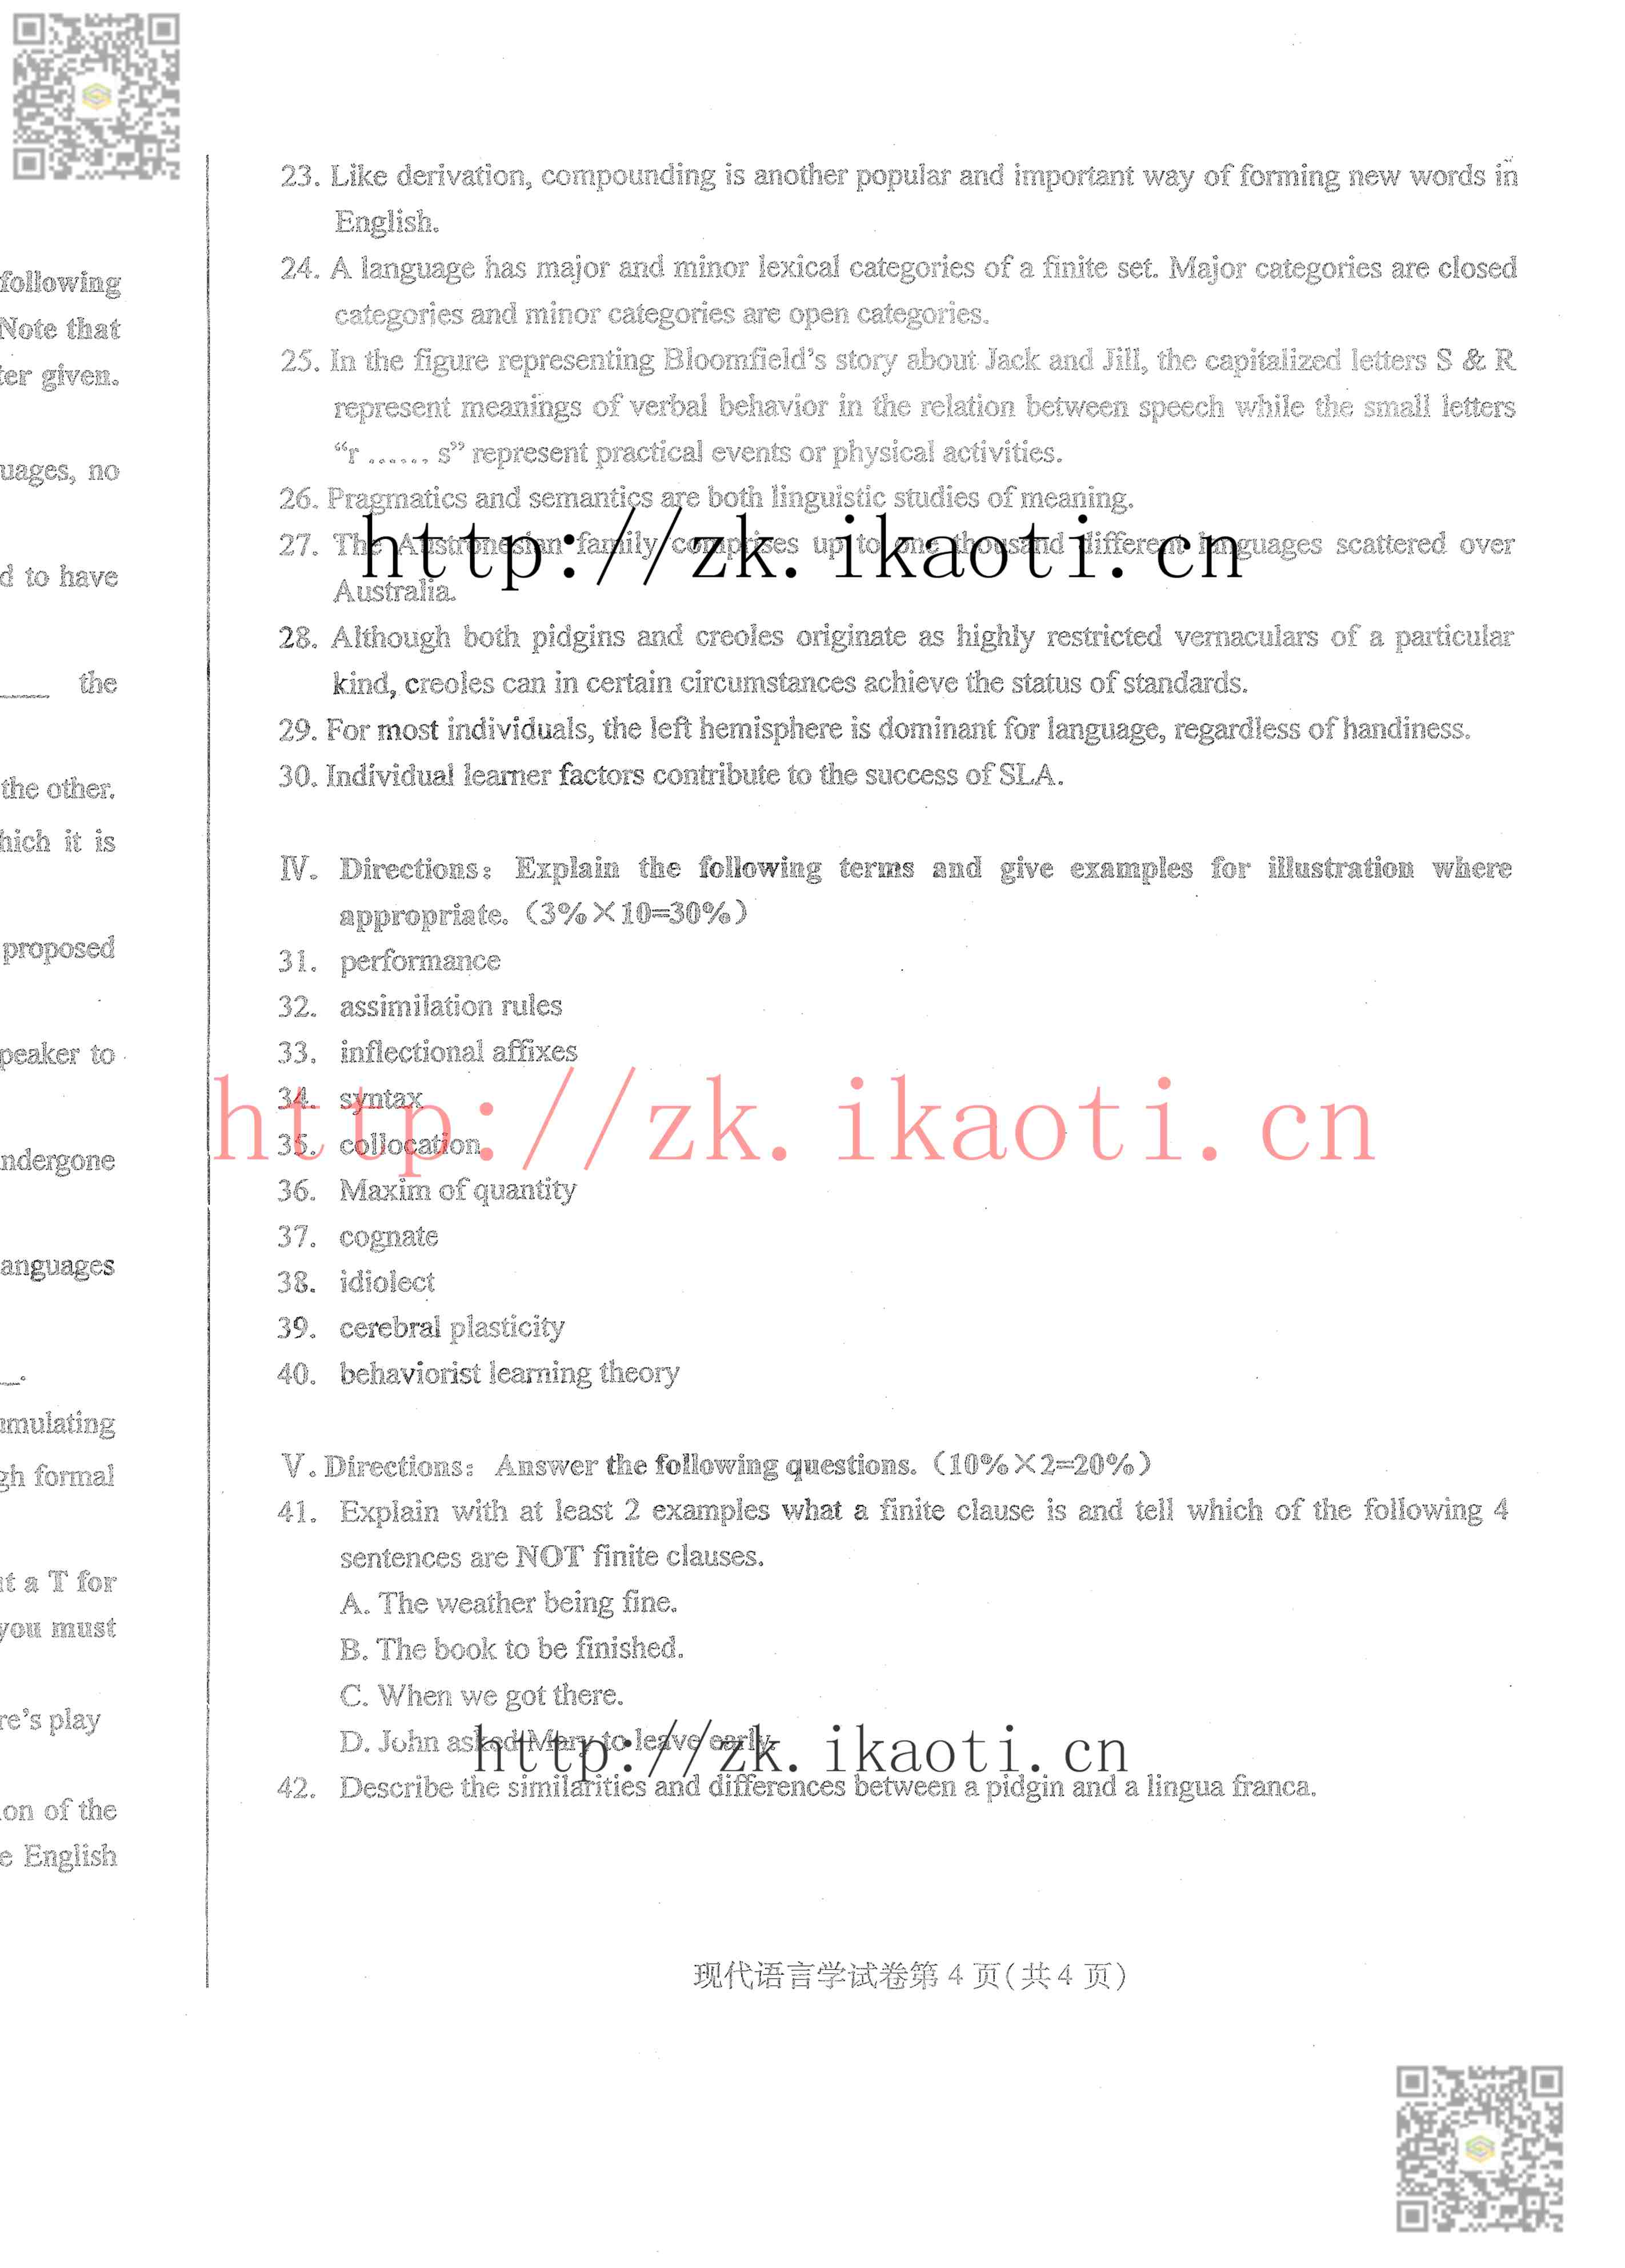 following
Note that
ter given.
uages, no
d to have
the
the other.
hich it is
proposed
peaker to
ndergone
anguages
umulating
gh formal
ut a T for
you must
re's play
ion of the
e English
23. Like derivation, compounding is another popular and important way of forming new words in
English.
24. A language has major and minor lexical categories of a finite set. Major categories are closed
categories and minor categories are open categories.
25. In the figure representing Bloomfield's story about Jack and Jill, the capitalized letters S & R
represent meanings of verbal behavior in the relation between speech while the small letters
“r …… s” represent practical events or physical activities.
26. Pragmatics and semantics are both linguistic studies of meaning.
http://zk.ikaoti.cn
27. The Austronesian family comprises up to one thousand different languages scattered over
Australia.
28. Although both pidgins and creoles originate as highly restricted vernaculars of a particular
kind, creoles can in certain circumstances achieve the status of standards.
29. For most individuals, the left hemisphere is dominant for language, regardless of handiness.
30. Individual learner factors contribute to the success of SLA.
Ⅳ. Directions: Explain the following terms and give examples for illustration where
appropriate.（3%×10=30%）
31. performance
32. assimilation rules
33. inflectional affixes
34. syntax
http://zk.ikaoti.cn
35. collocation
36. Maxim of quantity
37. cognate
38. idiolect
39. cerebral plasticity
40. behaviorist learning theory
Ⅴ. Directions: Answer the following questions.（10%×2=20%）
41. Explain with at least 2 examples what a finite clause is and tell which of the following 4
sentences are NOT finite clauses.
A. The weather being fine.
B. The book to be finished.
C. When we got there.
D. John asked Mary to leave early.
http://zk.ikaoti.cn
42. Describe the similarities and differences between a pidgin and a lingua franca.
现代语言学试卷第 4 页(共 4 页)